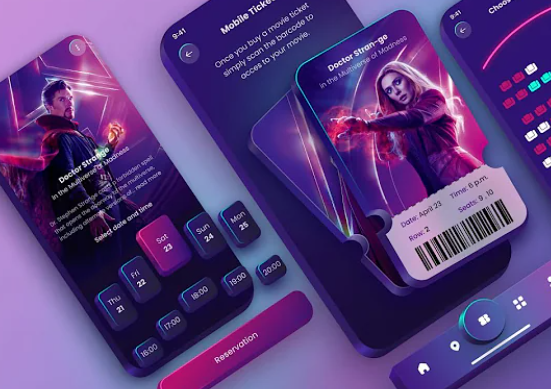 Doctor Strange
in the Multiverse of Madness
Dr. Stephen Strange casts a forbidden spell
that opens the doorway to the multiverse,
including alternate versions of... read more
Select date and time
Thu
21
Fri
22
Sat
23
Sun
24
Mon
25
16:00
17:00
18:00
19:00
20:00
Reservation
9:41
Mobile Ticket
Once you buy a movie ticket
simply scan the barcode to
acces to your movie.
Doctor Stran-ge
in the Multiverse of Madness
Date: April 23
Time: 6 p.m.
Row: 2
Seats: 9, 10
9:41